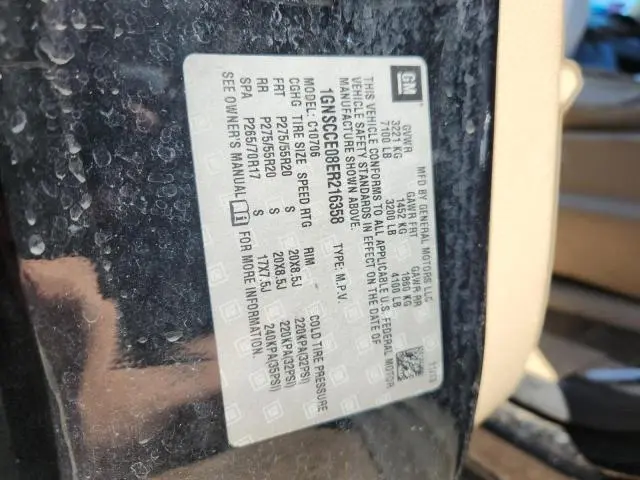 GM
MFD BY GENERAL MOTORS LLC
GVWR GAWR FRT GAWR RR
3221 KG 1452 KG 1860 KG
7100 LB 3200 LB 4100 LB
THIS VEHICLE CONFORMS TO ALL APPLICABLE U.S. FEDERAL MOTOR
VEHICLE SAFETY STANDARDS IN EFFECT ON THE DATE OF
MANUFACTURE SHOWN ABOVE.
1GNSCCE08ER216358 TYPE: M.P.V.
MODEL: C10706
CGHG TIRE SIZE SPEED RTG RIM COLD TIRE PRESSURE
FRT P275/55R20 S 20X8.5J 220KPA(32PSI)
RR P275/55R20 S 20X8.5J 220KPA(32PSI)
SPA P265/70R17 S 17X7.5J 240KPA(35PSI)
SEE OWNER'S MANUAL FOR MORE INFORMATION.